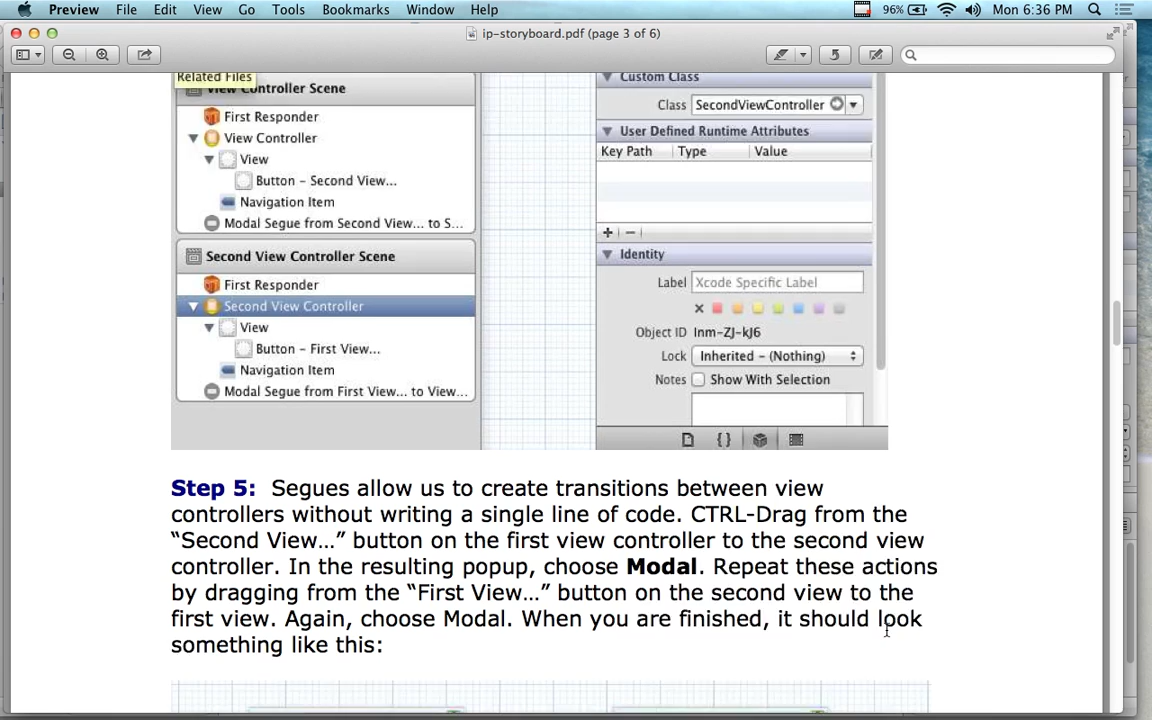 Preview File Edit View Go Tools Bookmarks Window Help 96% Mon 6:36 PM
ip-storyboard.pdf (page 3 of 6)
Related Files
View Controller Scene
First Responder
View Controller
View
Button – Second View...
Navigation Item
Modal Segue from Second View... to S...
Second View Controller Scene
First Responder
Second View Controller
View
Button – First View...
Navigation Item
Modal Segue from First View... to View...
Custom Class
Class SecondViewController
User Defined Runtime Attributes
Key Path Type Value
Identity
Label Xcode Specific Label
Object ID Inm-ZJ-kJ6
Lock Inherited – (Nothing)
Notes Show With Selection
Step 5: Segues allow us to create transitions between view
controllers without writing a single line of code. CTRL-Drag from the
“Second View...” button on the first view controller to the second view
controller. In the resulting popup, choose Modal. Repeat these actions
by dragging from the “First View...” button on the second view to the
first view. Again, choose Modal. When you are finished, it should look
something like this: